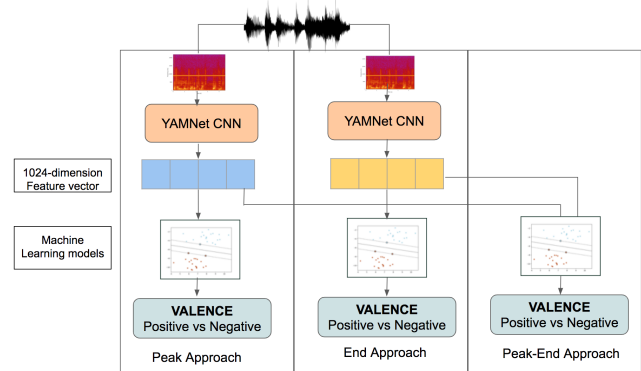 YAMNet CNN
YAMNet CNN
1024-dimension
Feature vector
Machine
Learning models
VALENCE
Positive vs Negative
VALENCE
Positive vs Negative
VALENCE
Positive vs Negative
Peak Approach
End Approach
Peak-End Approach